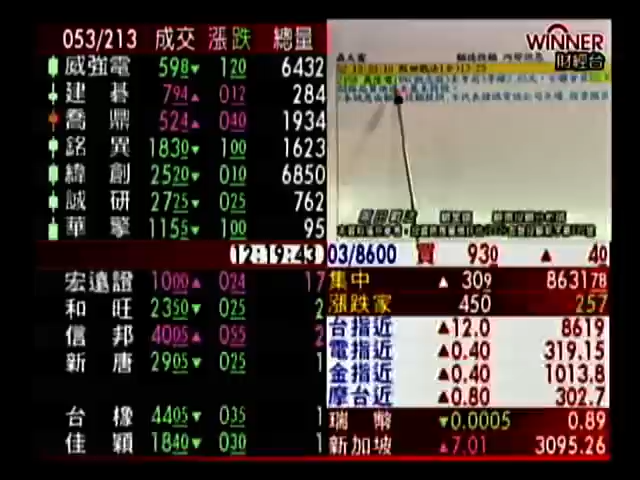 053/213 成交 漲跌 總量
威強電 598▼ 120 6432
建碁 794▲ 012 284
喬鼎 524▲ 040 1934
銘異 1830▼ 100 1623
緯創 2520▼ 010 6850
誠研 2725▼ 025 762
華擎 1155▼ 100 95
12:19:43
宏遠證 1000▲ 024 17
和旺 2350▼ 025 2
信邦 4005▲ 055 2
新唐 2905▼ 025 1
台橡 4405▼ 035 1
佳穎 1840▼ 030 1
WINNER
財經台
03/8600 買 930 ▲ 40
集中 ▲ 309 863178
漲跌家 450 257
台指近 ▲12.0 8619
電指近 ▲0.40 319.15
金指近 ▲0.40 1013.8
摩台近 ▲0.80 302.7
瑞幣 ▼0.0005 0.89
新加坡 ▲7.01 3095.26